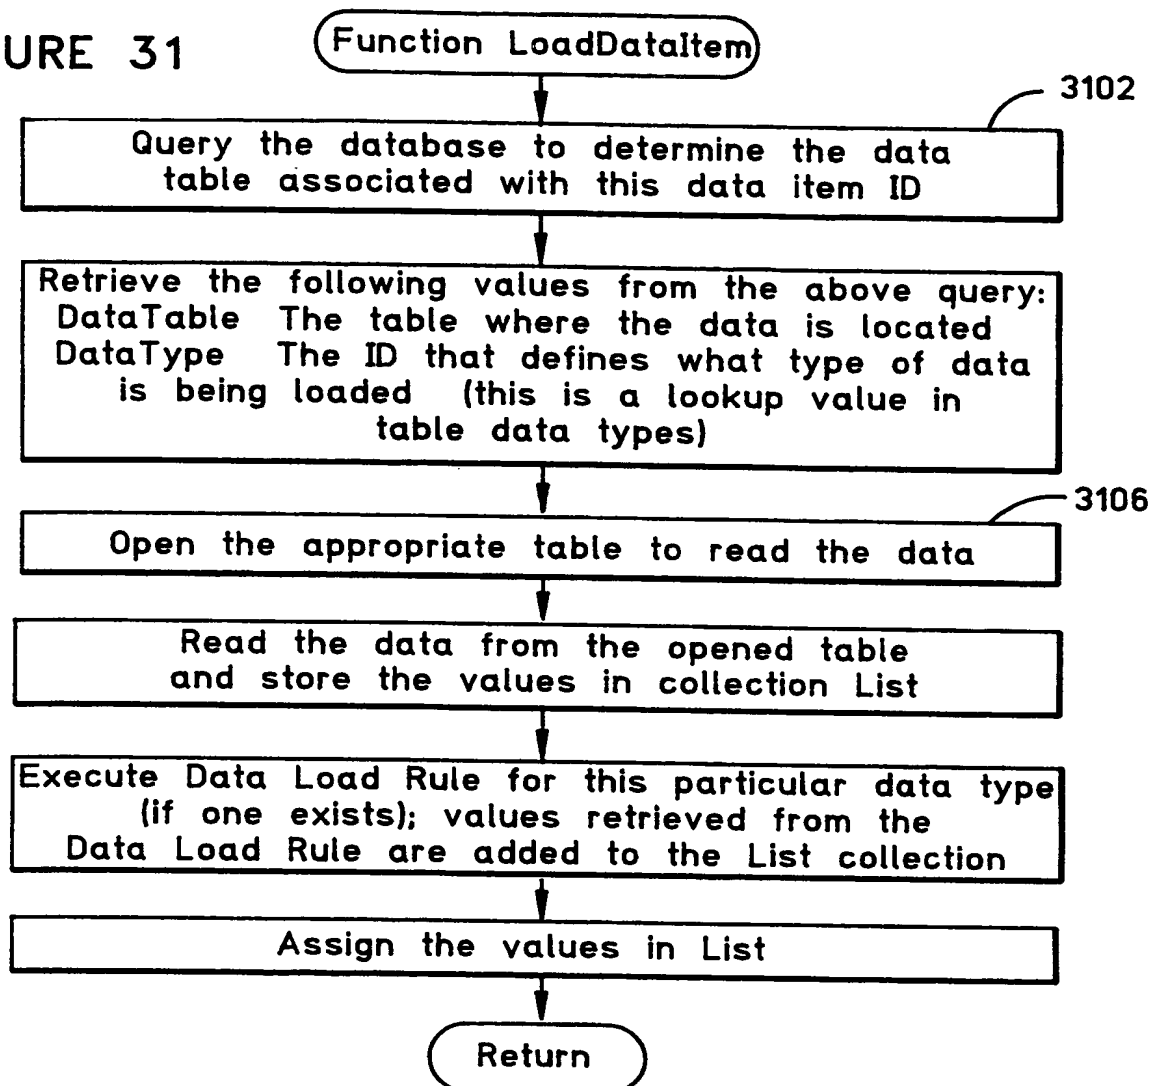 URE 31
Function LoadDataItem
3102
Query the database to determine the data
table associated with this data item ID
Retrieve the following values from the above query:
DataTable The table where the data is located
DataType The ID that defines what type of data
is being loaded (this is a lookup value in
table data types)
3106
Open the appropriate table to read the data
Read the data from the opened table
and store the values in collection List
Execute Data Load Rule for this particular data type
(if one exists); values retrieved from the
Data Load Rule are added to the List collection
Assign the values in List
Return